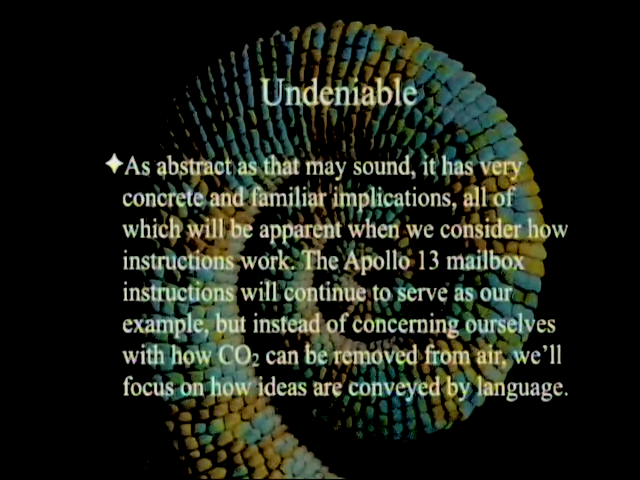 Undeniable
As abstract as that may sound, it has very
concrete and familiar implications, all of
which will be apparent when we consider how
instructions work. The Apollo 13 mailbox
instructions will continue to serve as our
example, but instead of concerning ourselves
with how CO₂ can be removed from air, we’ll
focus on how ideas are conveyed by language.